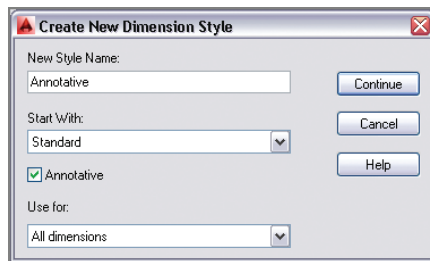 Create New Dimension Style
New Style Name:
Annotative
Continue
Start With:
Cancel
Standard
Help
Annotative
Use for:
All dimensions